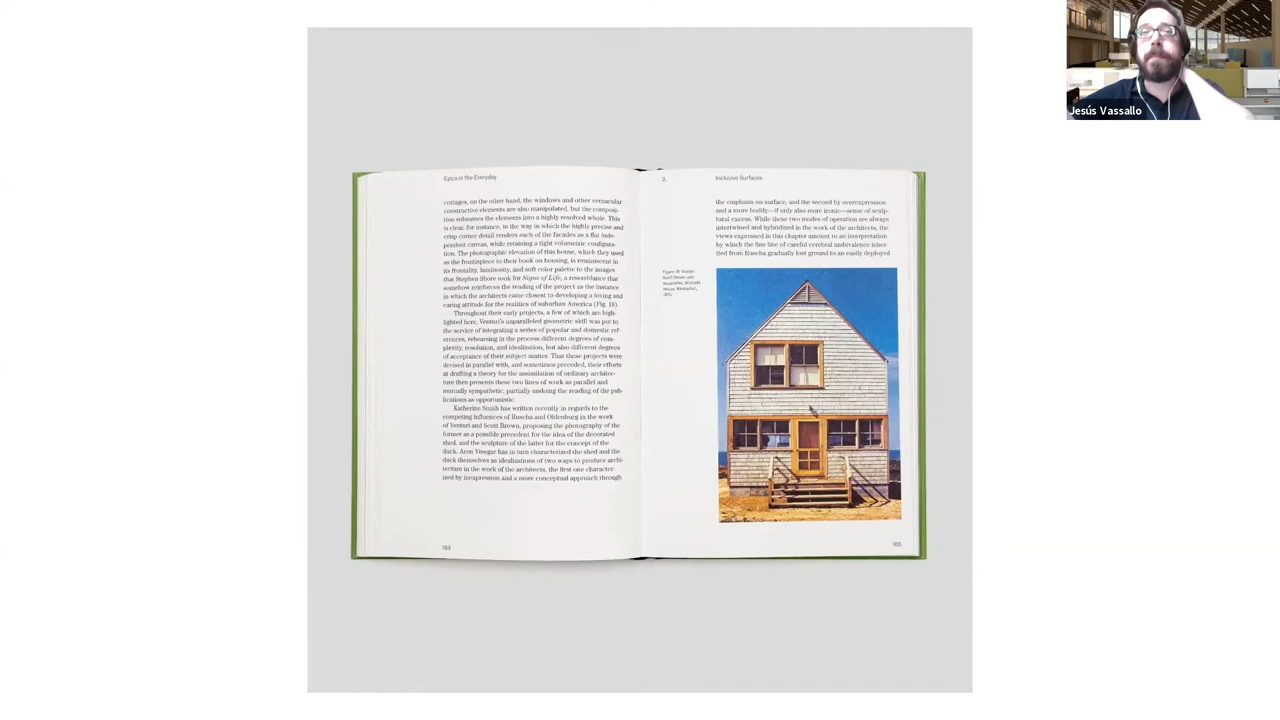 Jesús Vassallo
Epics in the Everyday
cottages, on the other hand, the windows and other vernacular
constructive elements are also manipulated, but the composi-
tion subsumes the elements into a highly resolved whole. This
is clear, for instance, in the way in which the highly precise and
crisp corner detail renders each of the facades as a flat inde-
pendent canvas, while retaining a tight volumetric configura-
tion. The photographic elevation of this house, which they used
as the frontispiece to their book on housing, is reminiscent in
its frontality, luminosity, and soft color palette to the images
that Stephen Shore took for Signs of Life, a resemblance that
somehow reinforces the reading of the project as the instance
in which the architects came closest to developing a loving and
caring attitude for the realities of suburban America (Fig. 18).
Throughout their early projects, a few of which are high-
lighted here, Venturi's unparalleled geometric skill was put to
the service of integrating a series of popular and domestic ref-
erences, rehearsing in the process different degrees of com-
plexity, resolution, and idealization, but also different degrees
of acceptance of their subject matter. That these projects were
devised in parallel with, and sometimes preceded, their efforts
at drafting a theory for the assimilation of ordinary architec-
ture then presents these two lines of work as parallel and
mutually sympathetic, partially undoing the reading of the pub-
lications as opportunistic.
Katherine Smith has written recently in regards to the
competing influences of Ruscha and Oldenburg in the work
of Venturi and Scott Brown, proposing the photography of the
former as a possible precedent for the idea of the decorated
shed, and the sculpture of the latter for the concept of the
duck. Aron Vinegar has in turn characterized the shed and the
duck themselves as idealizations of two ways to produce archi-
tecture in the work of the architects, the first one character
ized by inexpression and a more conceptual approach through
164
2.
Inclusive Surfaces
the emphasis on surface, and the second by overexpression
and a more bodily—if only also more ironic—sense of sculp-
tural excess. While these two modes of operation are always
intertwined and hybridized in the work of the architects, the
views expressed in this chapter amount to an interpretation
by which the fine line of careful cerebral ambivalence inher-
ited from Ruscha gradually lost ground to an easily deployed
Figure 18: Venturi
Scott Brown and
Associates,
House, Nantucket,
165